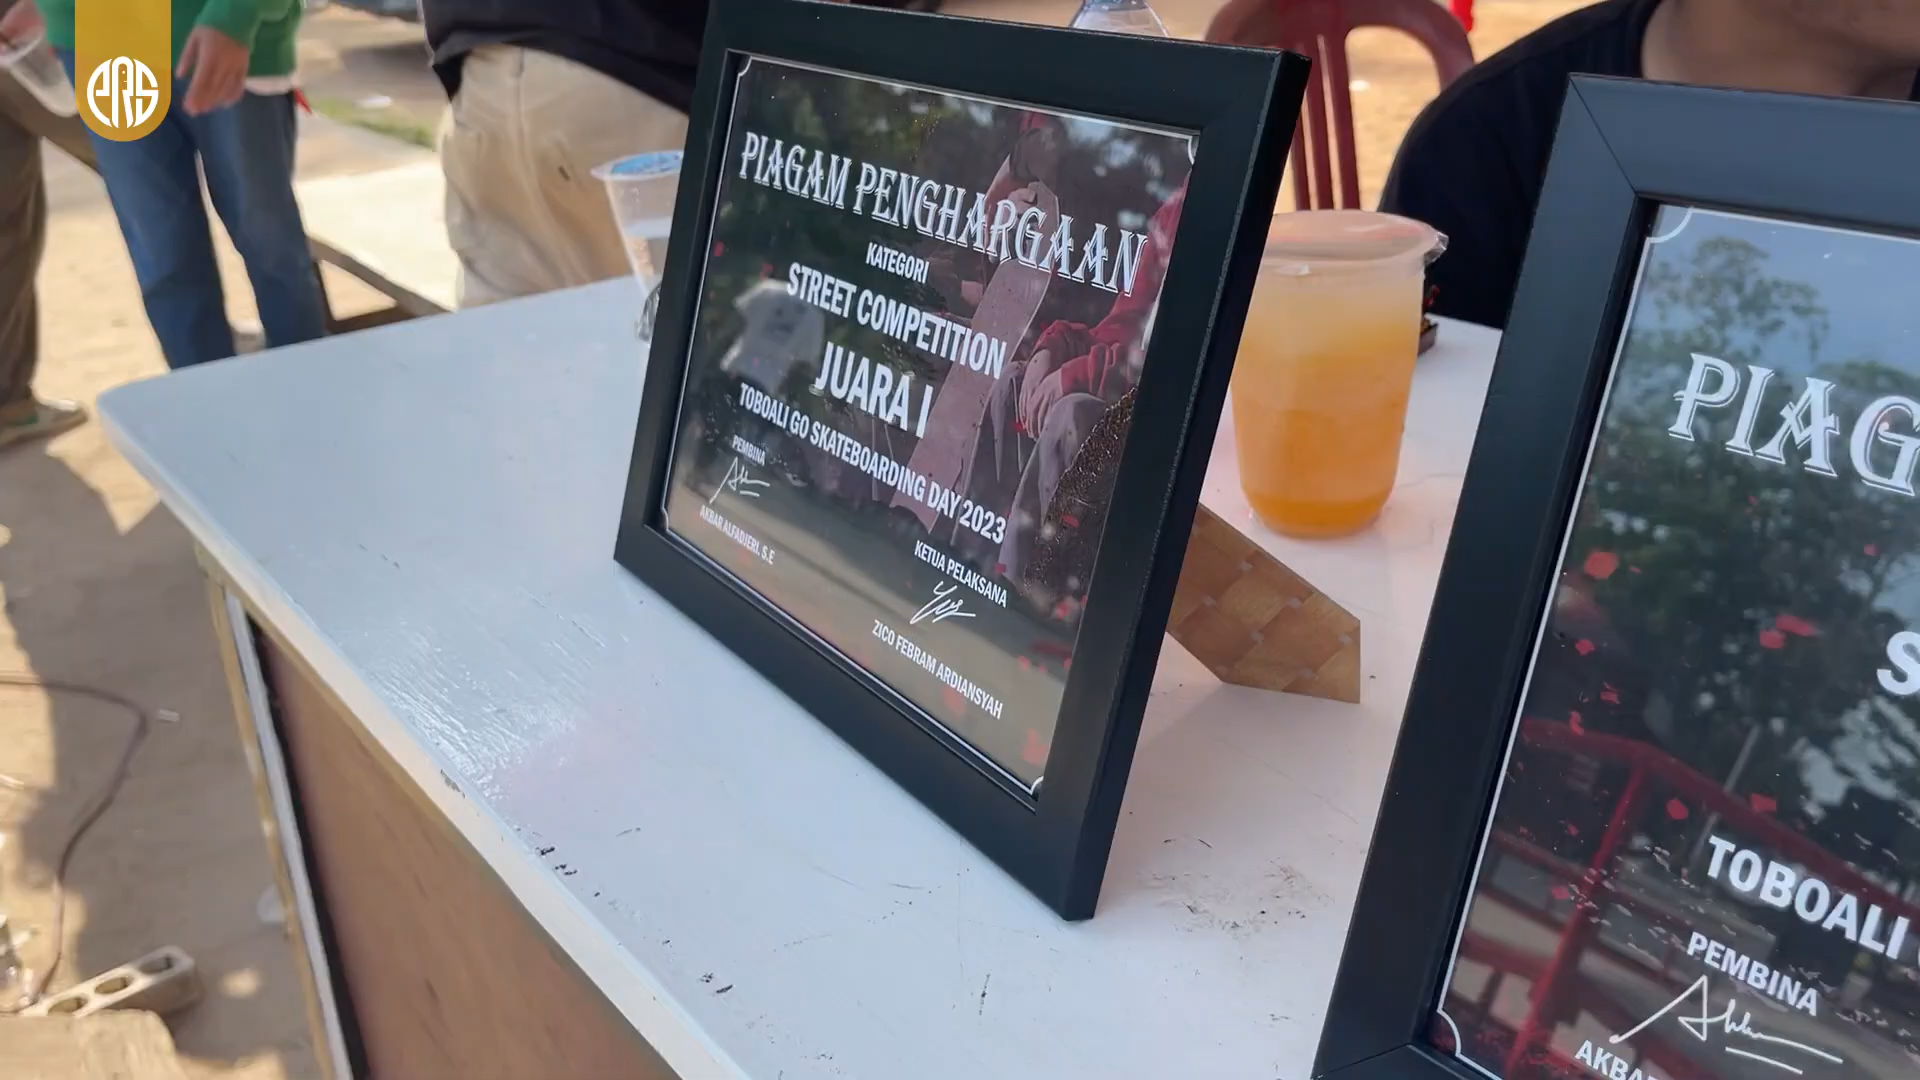 PRS
PIAGAM PENGHARGAAN
KATEGORI
STREET COMPETITION
JUARA I
TOBOALI GO SKATEBOARDING DAY 2023
PEMBINA
AKBAR ALFADJERI, S.E
KETUA PELAKSANA
ZICO FEBRAM ARDIANSYAH
PIAG
S
TOBOALI
PEMBINA
AKBA